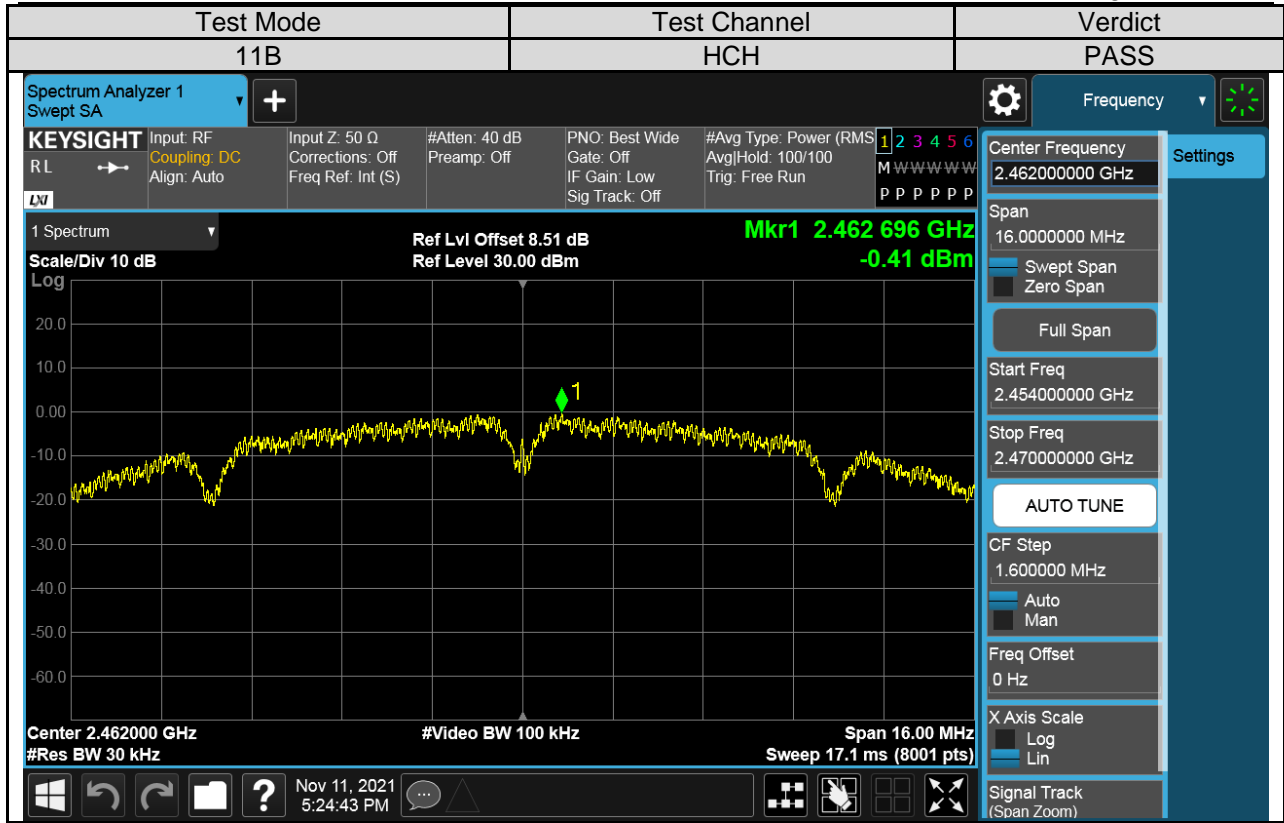 Test Mode Test Channel Verdict
11B HCH PASS
Spectrum Analyzer 1
Swept SA
Frequency
KEYSIGHT
R L
LXI
Input: RF
Coupling: DC
Align: Auto
Input Z: 50 Ω
Corrections: Off
Freq Ref: Int (S)
#Atten: 40 dB
Preamp: Off
PNO: Best Wide
Gate: Off
IF Gain: Low
Sig Track: Off
#Avg Type: Power (RMS
Avg|Hold: 100/100
Trig: Free Run
1 2 3 4 5 6
M W W W W W
P P P P P P
1 Spectrum
Scale/Div 10 dB
Log
Ref Lvl Offset 8.51 dB
Ref Level 30.00 dBm
Mkr1 2.462 696 GHz
-0.41 dBm
1
20.0
10.0
0.00
-10.0
-20.0
-30.0
-40.0
-50.0
-60.0
Center 2.462000 GHz
#Res BW 30 kHz
#Video BW 100 kHz
Span 16.00 MHz
Sweep 17.1 ms (8001 pts)
?
Nov 11, 2021
5:24:43 PM
Settings
Center Frequency
2.462000000 GHz
Span
16.0000000 MHz
Swept Span
Zero Span
Full Span
Start Freq
2.454000000 GHz
Stop Freq
2.470000000 GHz
AUTO TUNE
CF Step
1.600000 MHz
Auto
Man
Freq Offset
0 Hz
X Axis Scale
Log
Lin
Signal Track
(Span Zoom)